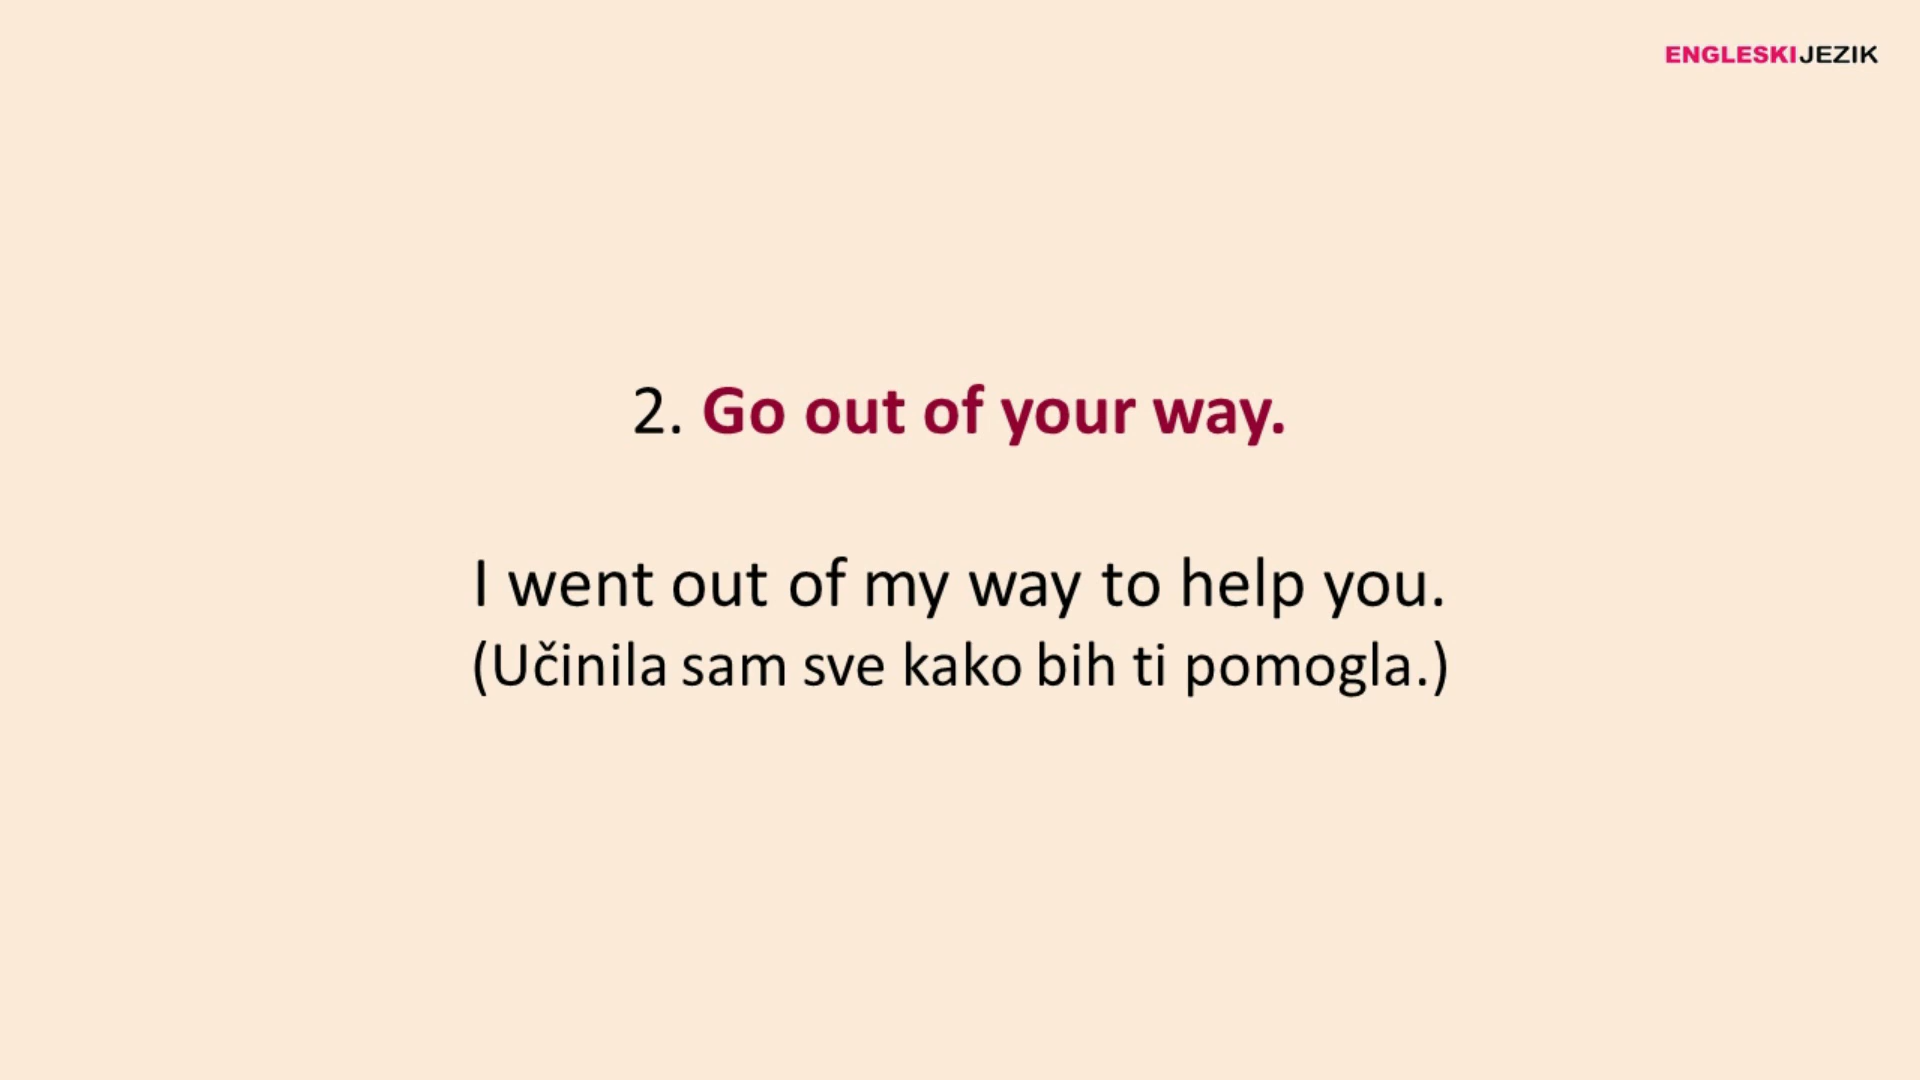 ENGLESKIJEZIK
2. Go out of your way.
I went out of my way to help you.
(Učinila sam sve kako bih ti pomogla.)